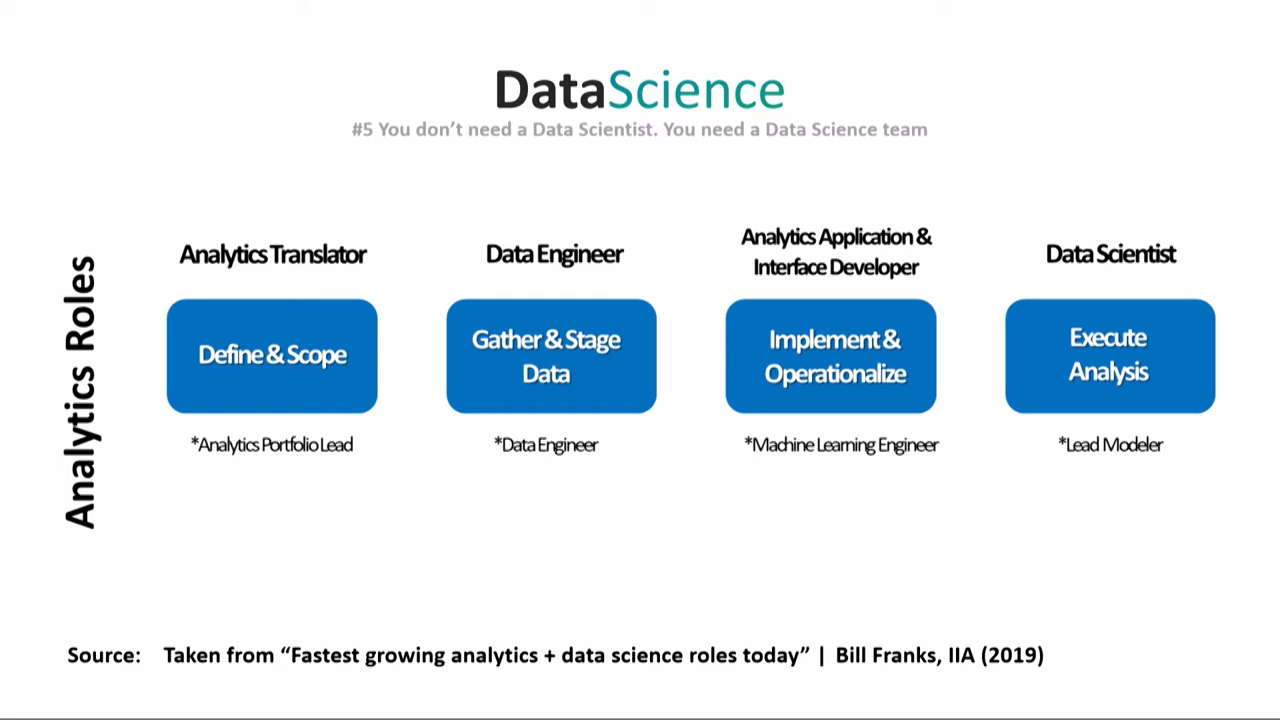 DataScience
#5 You don’t need a Data Scientist. You need a Data Science team
Analytics Roles
Analytics Translator
Define & Scope
*Analytics Portfolio Lead
Data Engineer
Gather & Stage
Data
*Data Engineer
Analytics Application &
Interface Developer
Implement &
Operationalize
*Machine Learning Engineer
Data Scientist
Execute
Analysis
*Lead Modeler
Source: Taken from “Fastest growing analytics + data science roles today” | Bill Franks, IIA (2019)